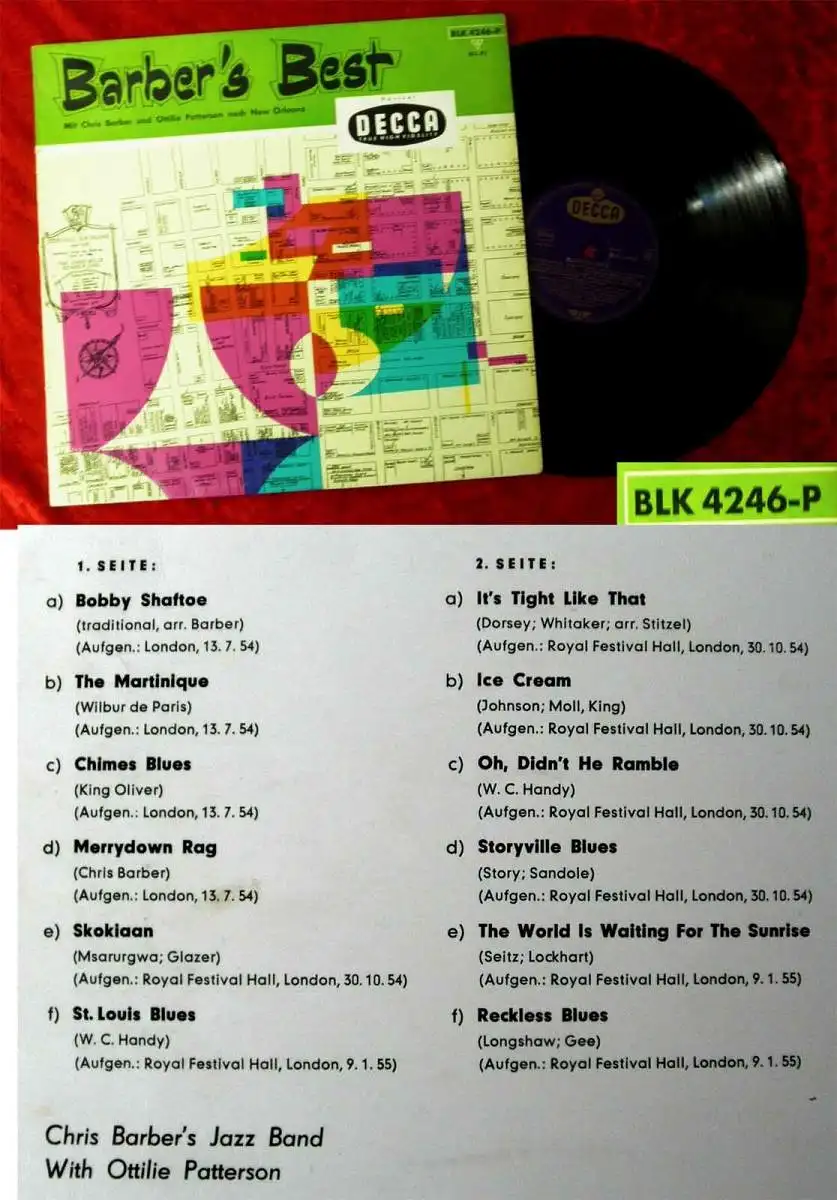 BLK 4246-P
Barber's Best
Mit Chris Barber und Ottilie Patterson nach New Orleans
DECCA
TRUE HIGH FIDELITY
DECCA
BLK 4246-P
1. SEITE:
a) Bobby Shaftoe
(traditional, arr. Barber)
(Aufgen.: London, 13. 7. 54)
b) The Martinique
(Wilbur de Paris)
(Aufgen.: London, 13. 7. 54)
c) Chimes Blues
(King Oliver)
(Aufgen.: London, 13. 7. 54)
d) Merrydown Rag
(Chris Barber)
(Aufgen.: London, 13. 7. 54)
e) Skokiaan
(Msarurgwa; Glazer)
(Aufgen.: Royal Festival Hall, London, 30. 10. 54)
f) St. Louis Blues
(W. C. Handy)
(Aufgen.: Royal Festival Hall, London, 9. 1. 55)
2. SEITE:
a) It's Tight Like That
(Dorsey; Whitaker; arr. Stitzel)
(Aufgen.: Royal Festival Hall, London, 30. 10. 54)
b) Ice Cream
(Johnson; Moll, King)
(Aufgen.: Royal Festival Hall, London, 30. 10. 54)
c) Oh, Didn't He Ramble
(W. C. Handy)
(Aufgen.: Royal Festival Hall, London, 30. 10. 54)
d) Storyville Blues
(Story; Sandole)
(Aufgen.: Royal Festival Hall, London, 30. 10. 54)
e) The World Is Waiting For The Sunrise
(Seitz; Lockhart)
(Aufgen.: Royal Festival Hall, London, 9. 1. 55)
f) Reckless Blues
(Longshaw; Gee)
(Aufgen.: Royal Festival Hall, London, 9. 1. 55)
Chris Barber's Jazz Band
With Ottilie Patterson